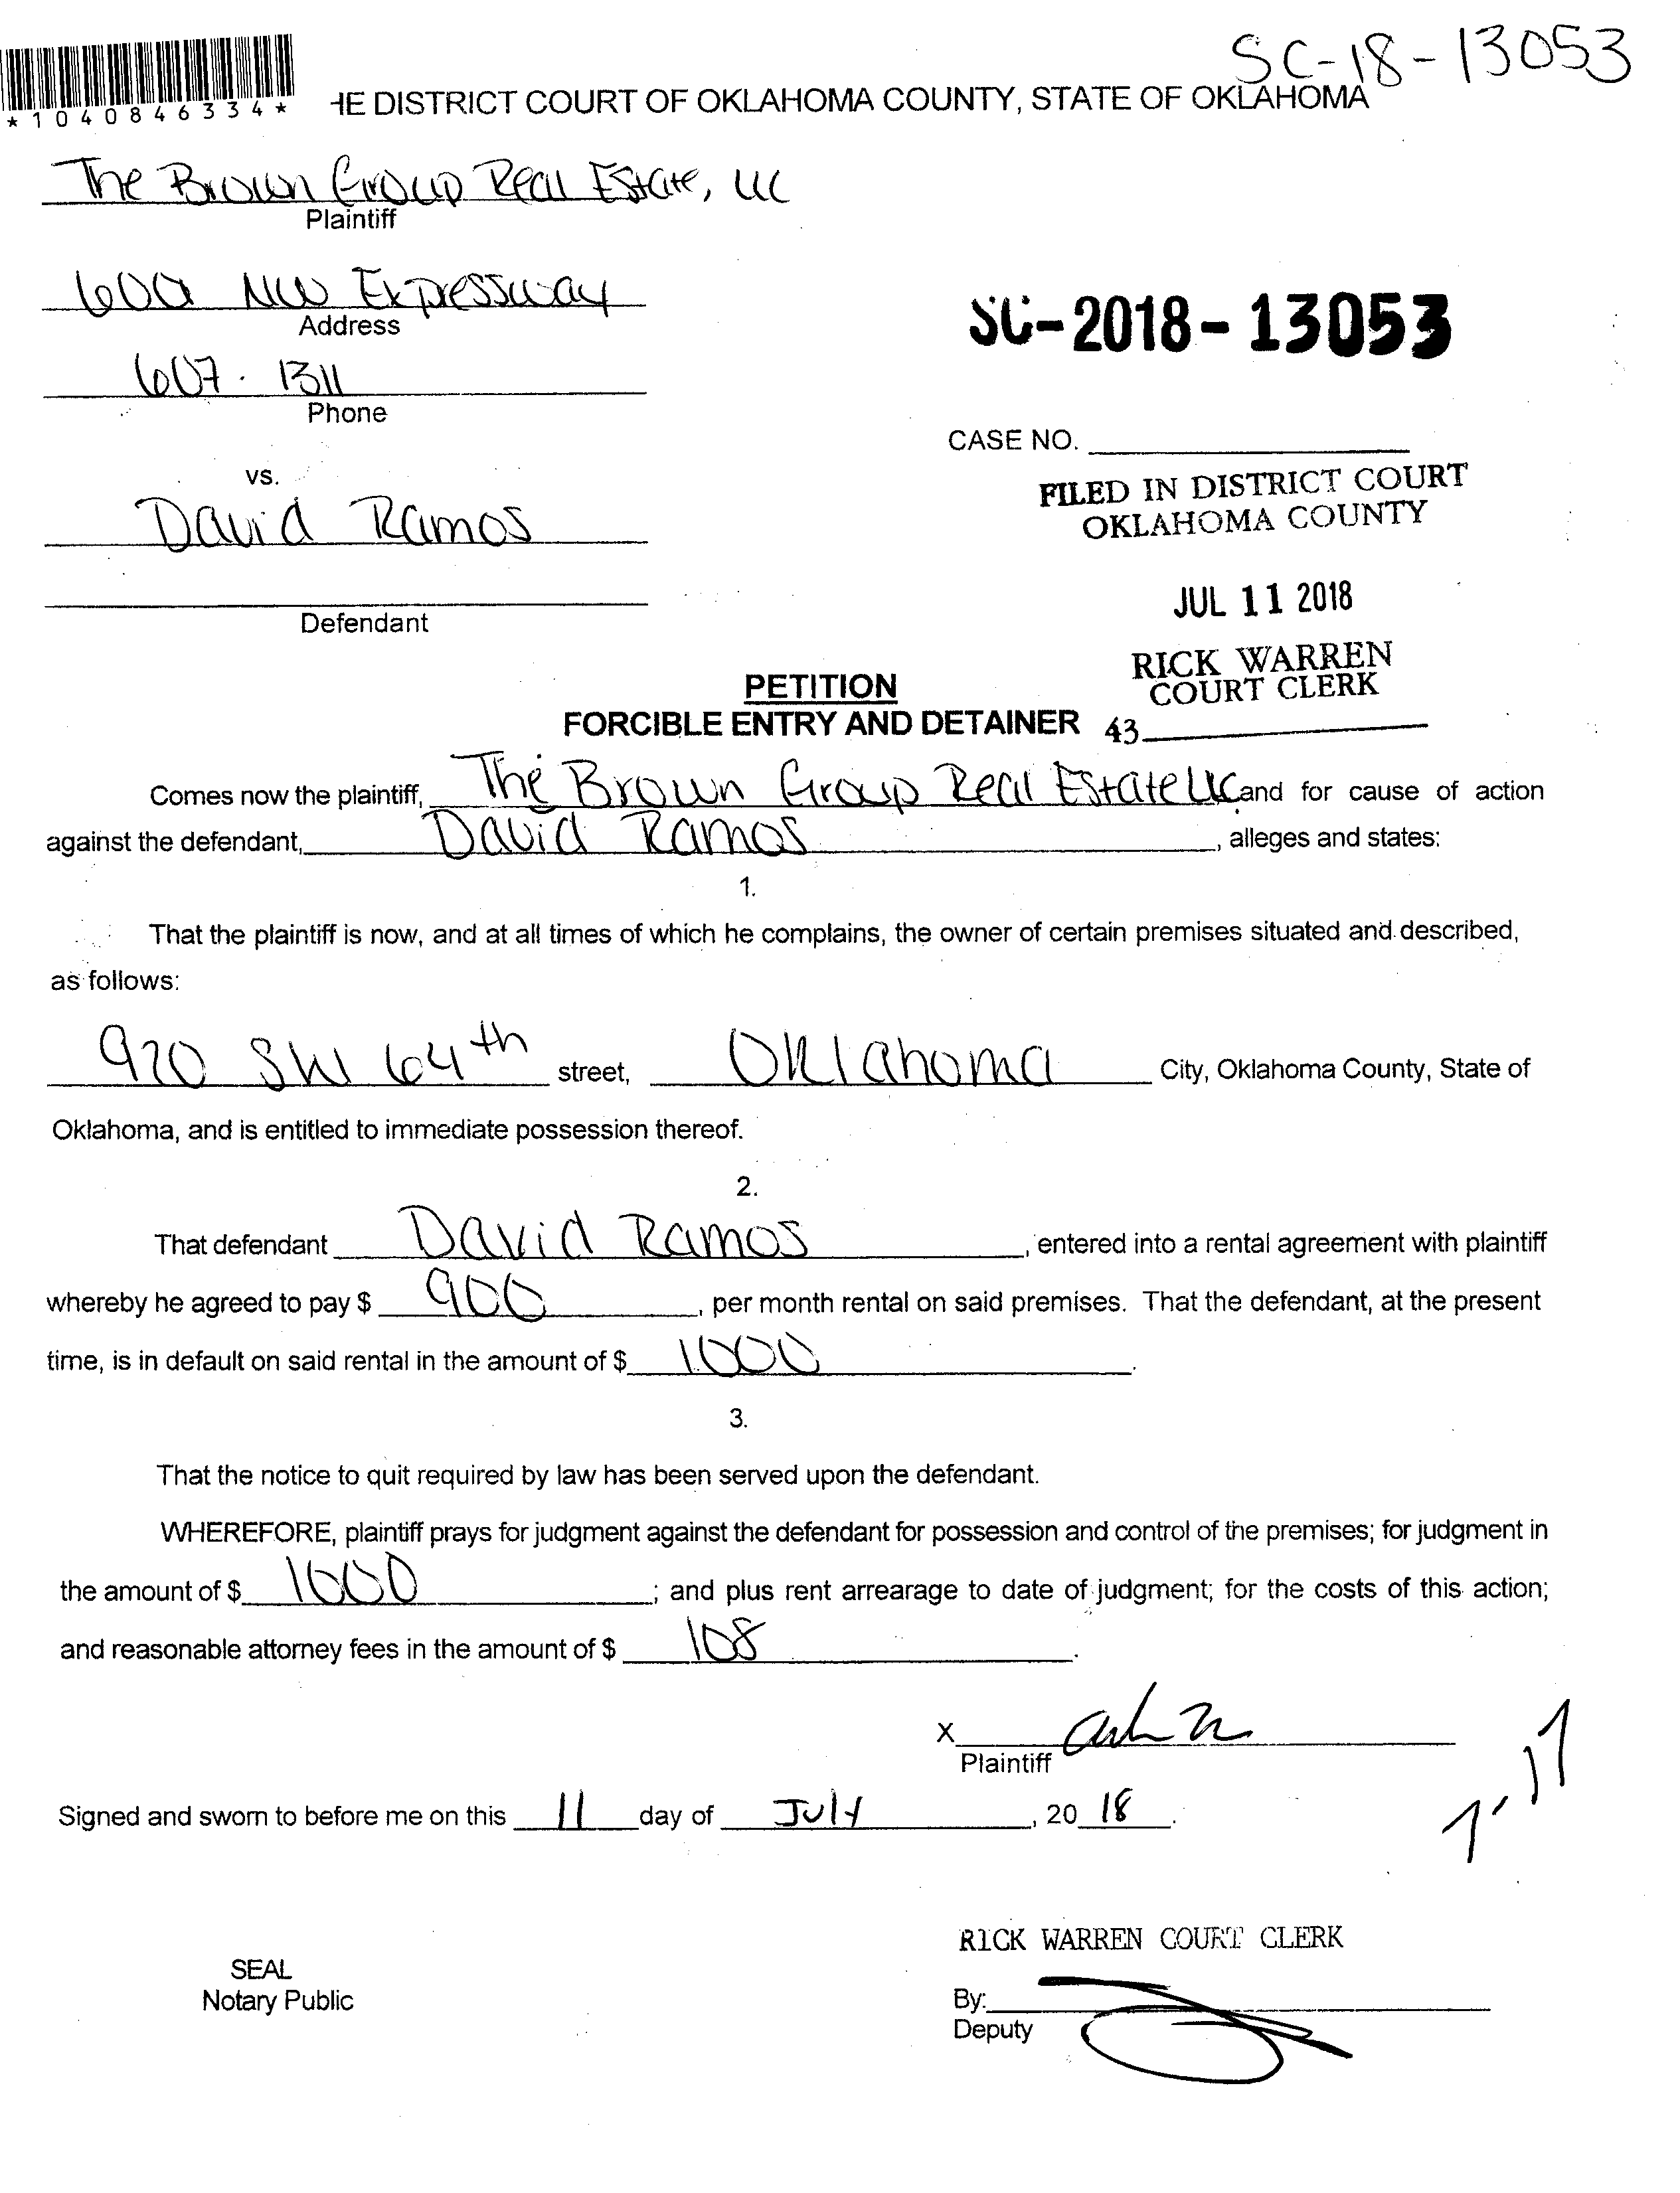 SC-18-13053
*1040846334*
HE DISTRICT COURT OF OKLAHOMA COUNTY, STATE OF OKLAHOMA
The Brown Group Real Estate, LLC
Plaintiff
NW Expressway
Address
607 · 1311
Phone
SC-2018-13053
CASE NO.
vs.
David Ramos
Defendant
FILED IN DISTRICT COURT
OKLAHOMA COUNTY
JUL 11 2018
RICK WARREN
COURT CLERK
43
PETITION
FORCIBLE ENTRY AND DETAINER
Comes now the plaintiff, The Brown Group Real Estate LLC and for cause of action
against the defendant, David Ramos, alleges and states:
1.
That the plaintiff is now, and at all times of which he complains, the owner of certain premises situated and described,
as follows:
920 SW 64th street, Oklahoma City, Oklahoma County, State of
Oklahoma, and is entitled to immediate possession thereof.
2.
That defendant David Ramos, entered into a rental agreement with plaintiff
whereby he agreed to pay $ 900, per month rental on said premises. That the defendant, at the present
time, is in default on said rental in the amount of $ 1000.
3.
That the notice to quit required by law has been served upon the defendant.
WHEREFORE, plaintiff prays for judgment against the defendant for possession and control of the premises; for judgment in
the amount of $ 1000; and plus rent arrearage to date of judgment; for the costs of this action;
and reasonable attorney fees in the amount of $ 108.
X
Plaintiff
Signed and sworn to before me on this 11 day of July, 20 18.
RICK WARREN COURT CLERK
SEAL
Notary Public
By:
Deputy